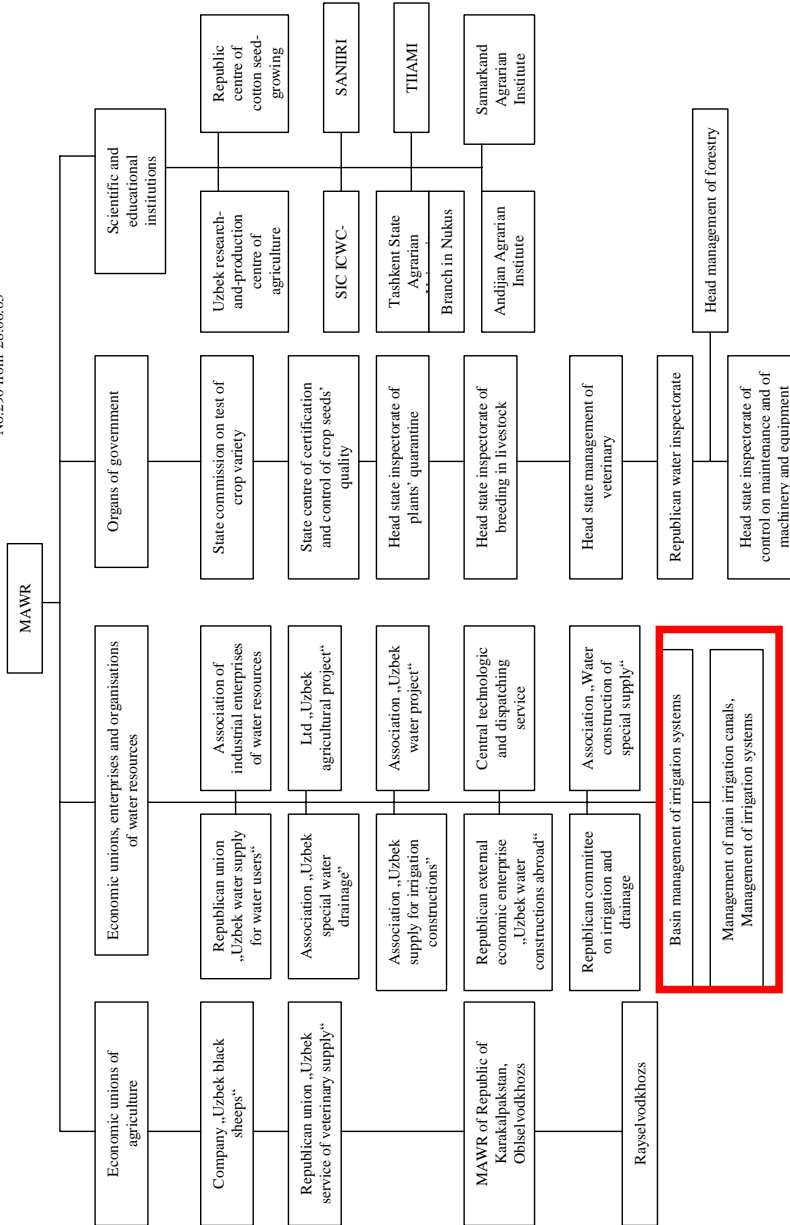 MAWR
Economic unions of
agriculture
Economic unions, enterprises and organisations
of water resources
Organs of government
Scientific and
educational
institutions
Company „Uzbek black
sheeps“
Republican union „Uzbek
service of veterinary supply“
MAWR of Republic of
Karakalpakstan,
Oblselvodkhozs
Rayselvodkhozs
Republican union
„Uzbek water supply
for water users“
Association of
industrial enterprises
of water resources
Association „Uzbek
special water
drainage”
Ltd „Uzbek
agricultural project“
Association „Uzbek
supply for irrigation
constructions”
Association „Uzbek
water project“
Republican external
economic enterprise
„Uzbek water
constructions abroad“
Central technologic
and dispatching
service
Republican committee
on irrigation and
drainage
Association „Water
construction of
special supply“
Basin management of irrigation systems
Management of main irrigation canals,
Management of irrigation systems
State commission on test of
crop variety
State centre of certification
and control of crop seeds’
quality
Head state inspectorate of
plants’ quarantine
Head state inspectorate of
breeding in livestock
Head state management of
veterinary
Republican water inspectorate
Head management of forestry
Head state inspectorate of
control on maintenance and of
machinery and equipment
Uzbek research-
and-production
centre of
agriculture
Republic
centre of
cotton seed-
growing
SIC ICWC-
SANIIRI
Tashkent State
Agrarian
Branch in Nukus
TIIAMI
Andijan Agrarian
Institute
Samarkand
Agrarian
Institute